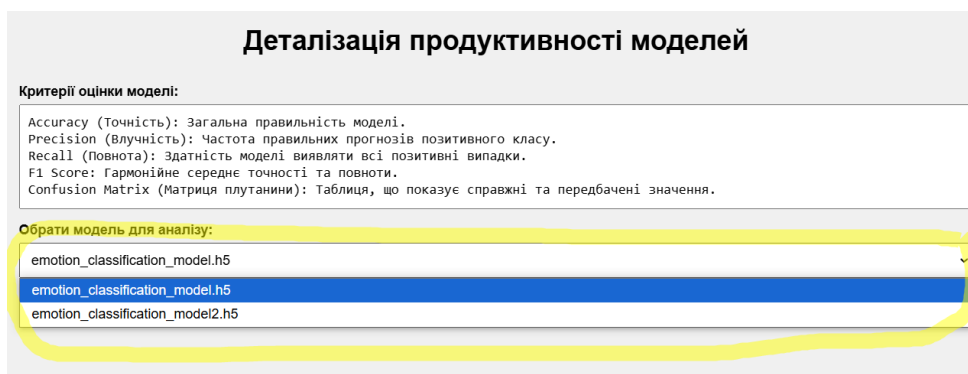 Деталізація продуктивності моделей
Критерії оцінки моделі:
Accuracy (Точність): Загальна правильність моделі.
Precision (Влучність): Частота правильних прогнозів позитивного класу.
Recall (Повнота): Здатність моделі виявляти всі позитивні випадки.
F1 Score: Гармонійне середнє точності та повноти.
Confusion Matrix (Матриця плутанини): Таблиця, що показує справжні та передбачені значення.
Обрати модель для аналізу:
emotion_classification_model.h5
emotion_classification_model.h5
emotion_classification_model2.h5